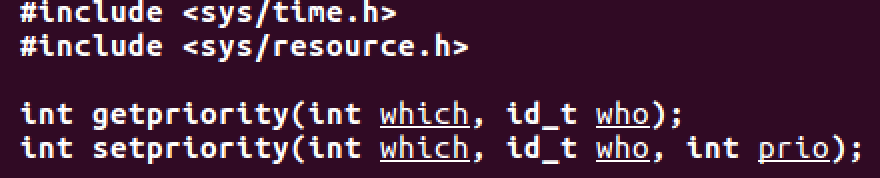 #include <sys/time.h>
#include <sys/resource.h>
int getpriority(int which, id_t who);
int setpriority(int which, id_t who, int prio);